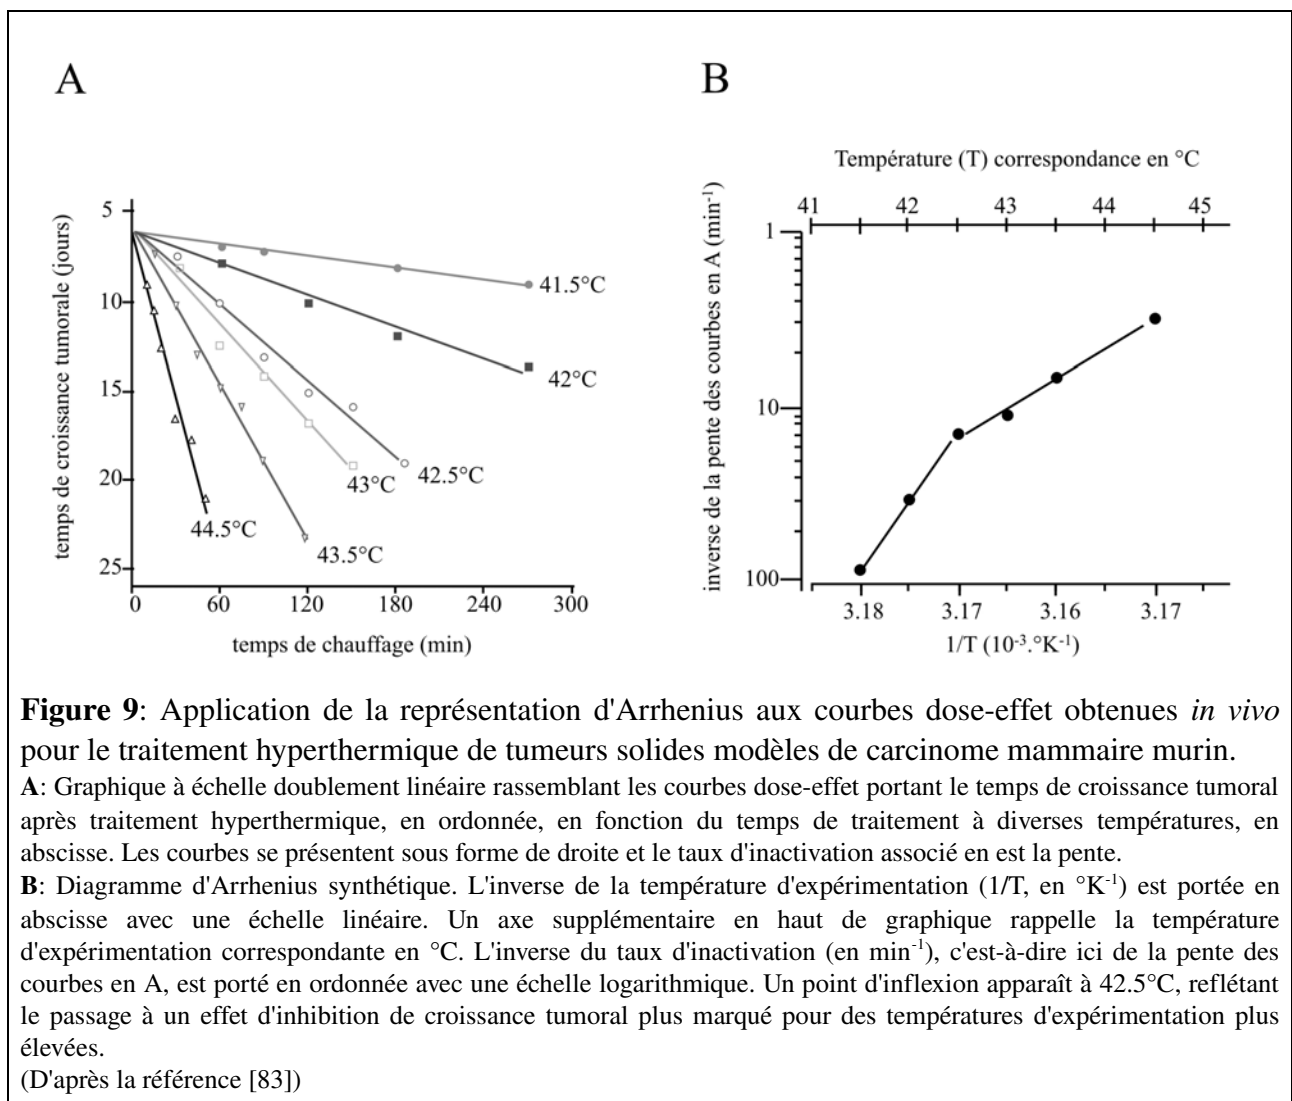 A
B
Température (T) correspondance en °C
41 42 43 44 45
temps de croissance tumorale (jours)
5
10
15
20
25
41.5°C
42°C
42.5°C
43°C
43.5°C
44.5°C
0 60 120 180 240 300
temps de chauffage (min)
inverse de la pente des courbes en A (min-1)
1
10
100
3.18 3.17 3.16 3.17
1/T (10-3.°K-1)
Figure 9: Application de la représentation d'Arrhenius aux courbes dose-effet obtenues in vivo
pour le traitement hyperthermique de tumeurs solides modèles de carcinome mammaire murin.
A: Graphique à échelle doublement linéaire rassemblant les courbes dose-effet portant le temps de croissance tumoral
après traitement hyperthermique, en ordonnée, en fonction du temps de traitement à diverses températures, en
abscisse. Les courbes se présentent sous forme de droite et le taux d'inactivation associé en est la pente.
B: Diagramme d'Arrhenius synthétique. L'inverse de la température d'expérimentation (1/T, en °K-1) est portée en
abscisse avec une échelle linéaire. Un axe supplémentaire en haut de graphique rappelle la température
d'expérimentation correspondante en °C. L'inverse du taux d'inactivation (en min-1), c'est-à-dire ici de la pente des
courbes en A, est porté en ordonnée avec une échelle logarithmique. Un point d'inflexion apparaît à 42.5°C, reflétant
le passage à un effet d'inhibition de croissance tumoral plus marqué pour des températures d'expérimentation plus
élevées.
(D'après la référence [83])